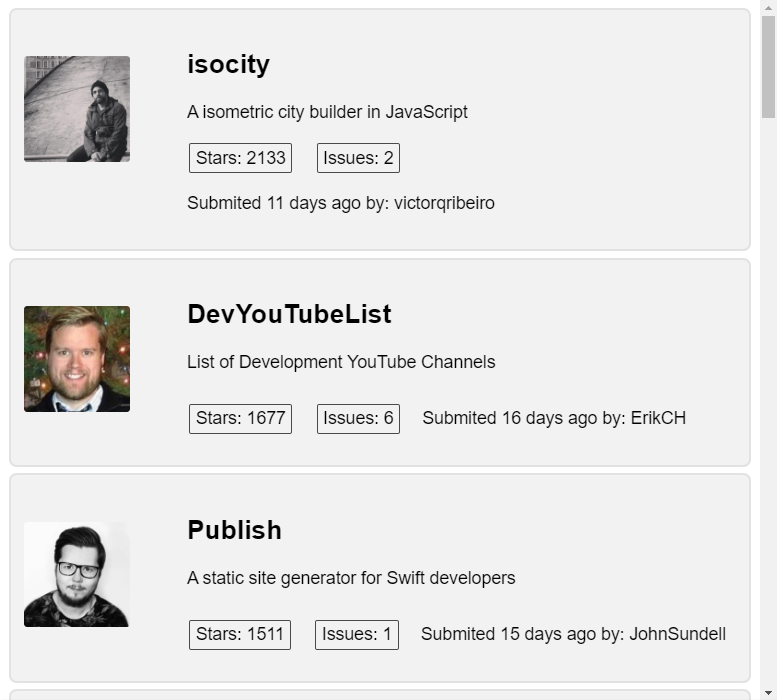 isocity
A isometric city builder in JavaScript
Stars: 2133 Issues: 2
Submited 11 days ago by: victorqribeiro
DevYouTubeList
List of Development YouTube Channels
Stars: 1677 Issues: 6 Submited 16 days ago by: ErikCH
Publish
A static site generator for Swift developers
Stars: 1511 Issues: 1 Submited 15 days ago by: JohnSundell